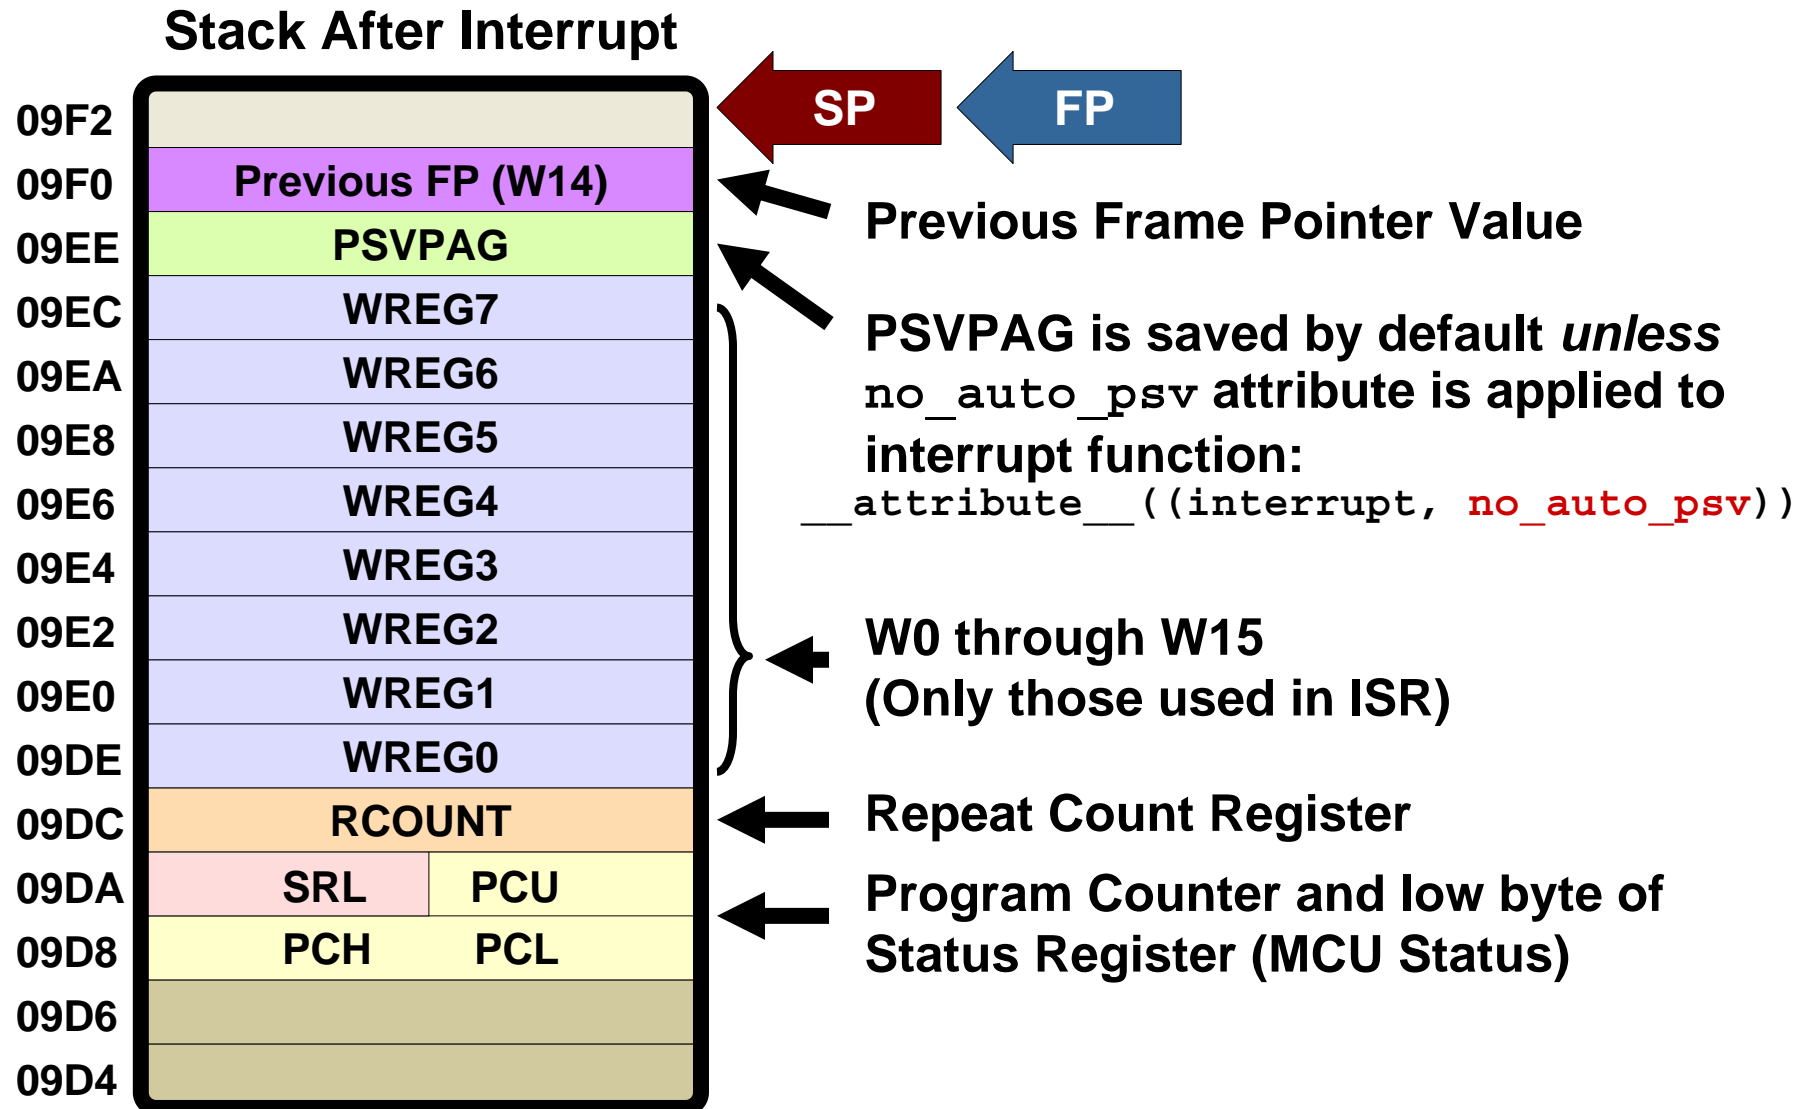 Stack After Interrupt
SP
FP
09F2
09F0
Previous FP (W14)
Previous Frame Pointer Value
09EE
PSVPAG
09EC
WREG7
PSVPAG is saved by default unless
no_auto_psv attribute is applied to
interrupt function:
__attribute__((interrupt, no_auto_psv))
09EA
WREG6
09E8
WREG5
09E6
WREG4
09E4
WREG3
09E2
WREG2
W0 through W15
(Only those used in ISR)
09E0
WREG1
09DE
WREG0
09DC
RCOUNT
Repeat Count Register
09DA
SRL PCU
Program Counter and low byte of
Status Register (MCU Status)
09D8
PCH PCL
09D6
09D4